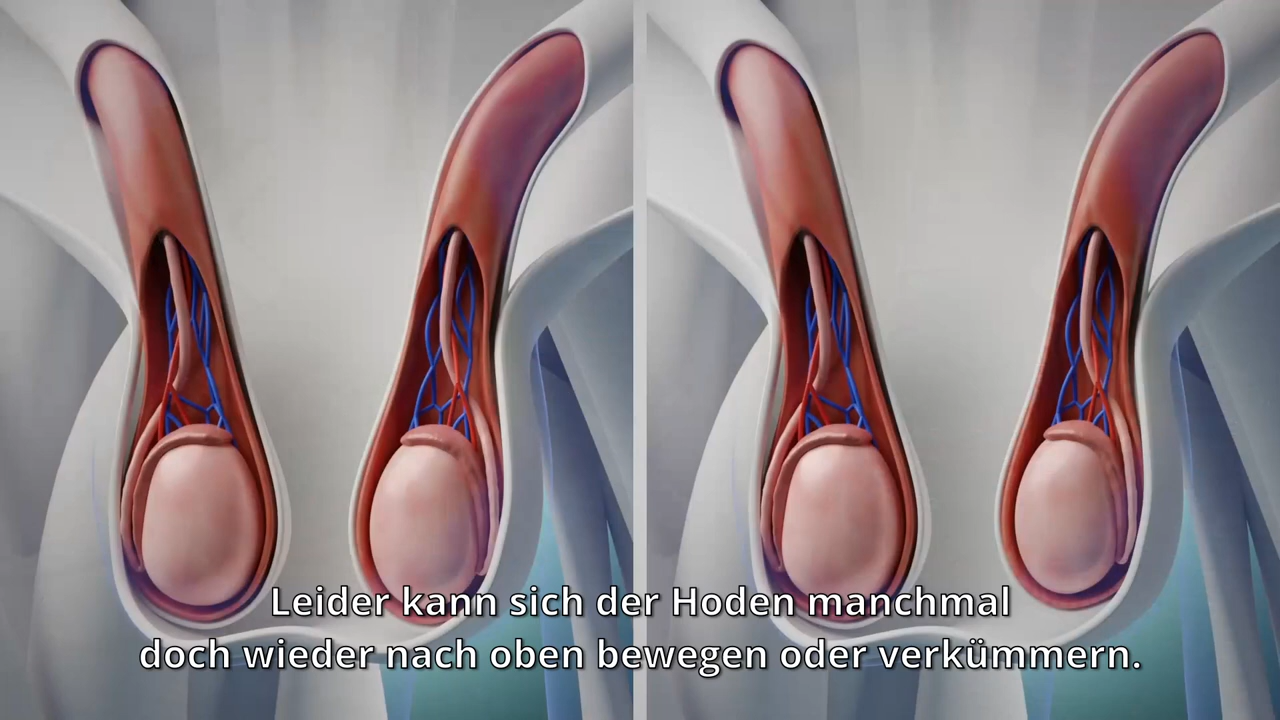 Leider kann sich der Hoden manchmal
doch wieder nach oben bewegen oder verkümmern.